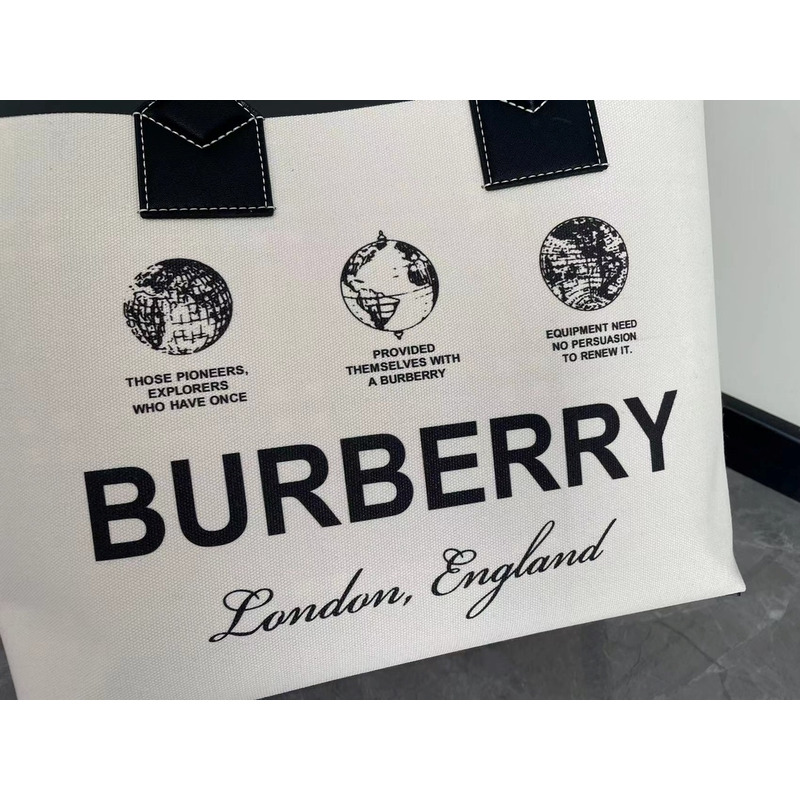 THOSE PIONEERS,
EXPLORERS
WHO HAVE ONCE
PROVIDED
THEMSELVES WITH
A BURBERRY
EQUIPMENT NEED
NO PERSUASION
TO RENEW IT.
BURBERRY
London, England